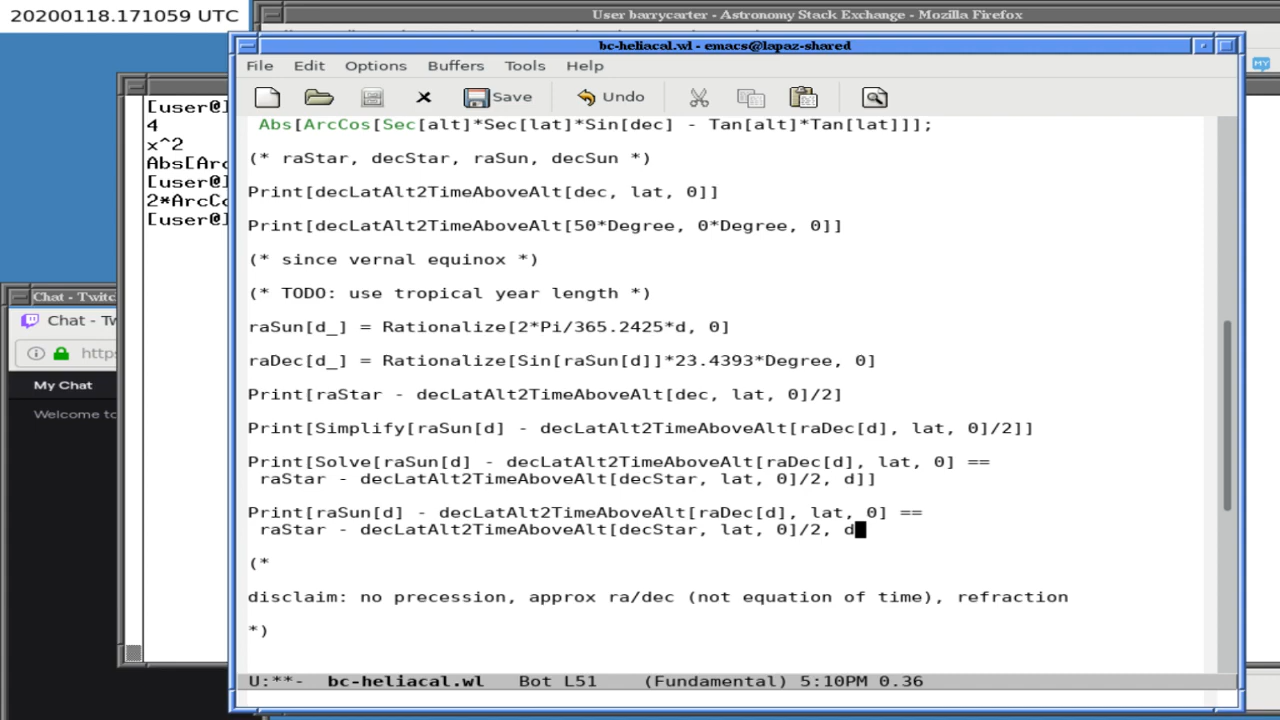 20200118.171059 UTC
User barrycarter - Astronomy Stack Exchange - Mozilla Firefox
bc-heliacal.wl - emacs@lapaz-shared
File Edit Options Buffers Tools Help
Save Undo
MY
[user@]
4
x^2
Abs[Arc
[user@]
2*ArcCo
[user@]
Chat - Twitc
Chat - Tw
https
My Chat
Welcome to
Abs[ArcCos[Sec[alt]*Sec[lat]*Sin[dec] - Tan[alt]*Tan[lat]]];
(* raStar, decStar, raSun, decSun *)
Print[decLatAlt2TimeAboveAlt[dec, lat, 0]]
Print[decLatAlt2TimeAboveAlt[50*Degree, 0*Degree, 0]]
(* since vernal equinox *)
(* TODO: use tropical year length *)
raSun[d_] = Rationalize[2*Pi/365.2425*d, 0]
raDec[d_] = Rationalize[Sin[raSun[d]]*23.4393*Degree, 0]
Print[raStar - decLatAlt2TimeAboveAlt[dec, lat, 0]/2]
Print[Simplify[raSun[d] - decLatAlt2TimeAboveAlt[raDec[d], lat, 0]/2]]
Print[Solve[raSun[d] - decLatAlt2TimeAboveAlt[raDec[d], lat, 0] ==
raStar - decLatAlt2TimeAboveAlt[decStar, lat, 0]/2, d]]
Print[raSun[d] - decLatAlt2TimeAboveAlt[raDec[d], lat, 0] ==
raStar - decLatAlt2TimeAboveAlt[decStar, lat, 0]/2, d
(*
disclaim: no precession, approx ra/dec (not equation of time), refraction
*)
U:**- bc-heliacal.wl Bot L51 (Fundamental) 5:10PM 0.36